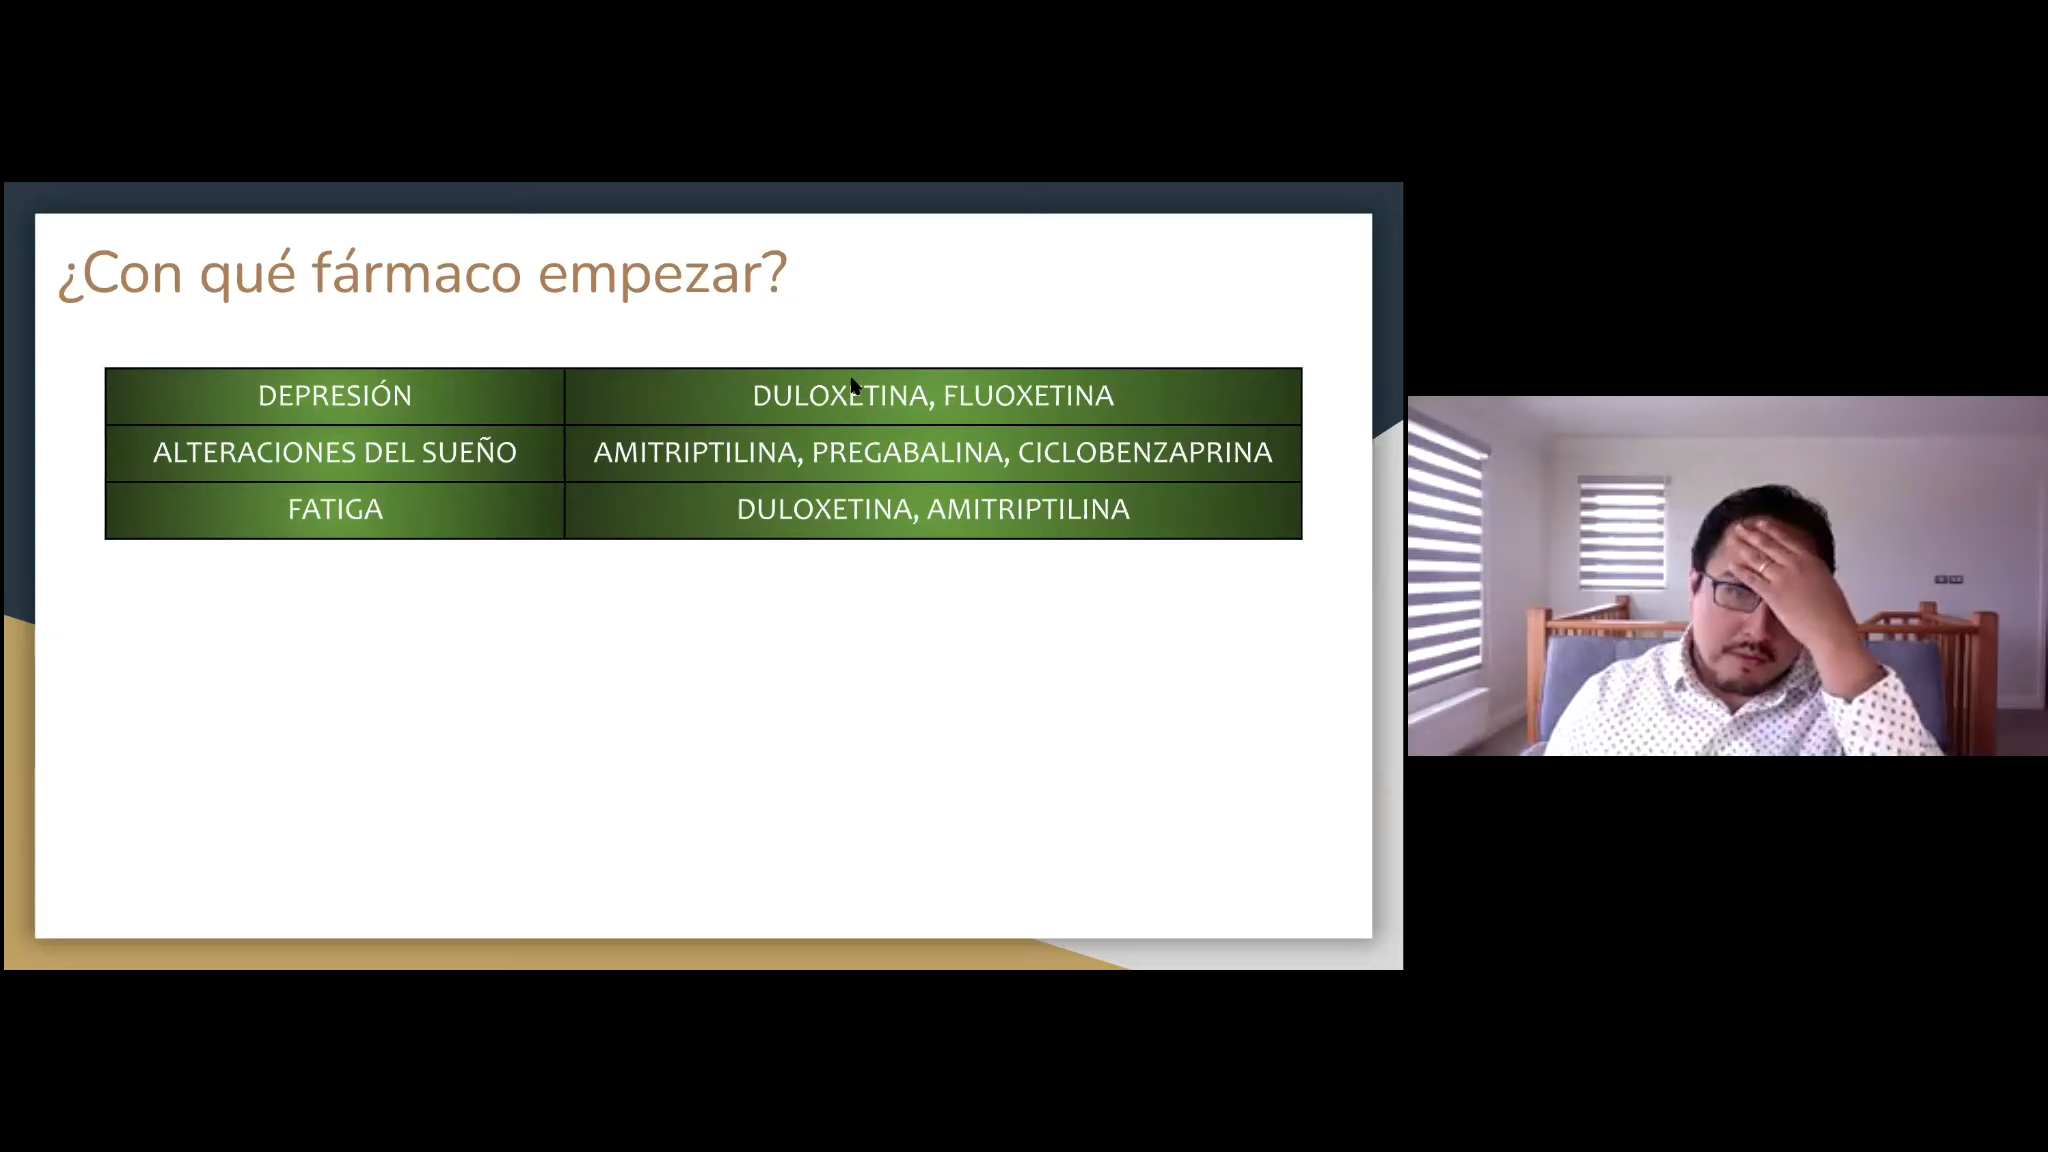 ¿Con qué fármaco empezar?
DEPRESIÓN DULOXETINA, FLUOXETINA
ALTERACIONES DEL SUEÑO AMITRIPTILINA, PREGABALINA, CICLOBENZAPRINA
FATIGA DULOXETINA, AMITRIPTILINA